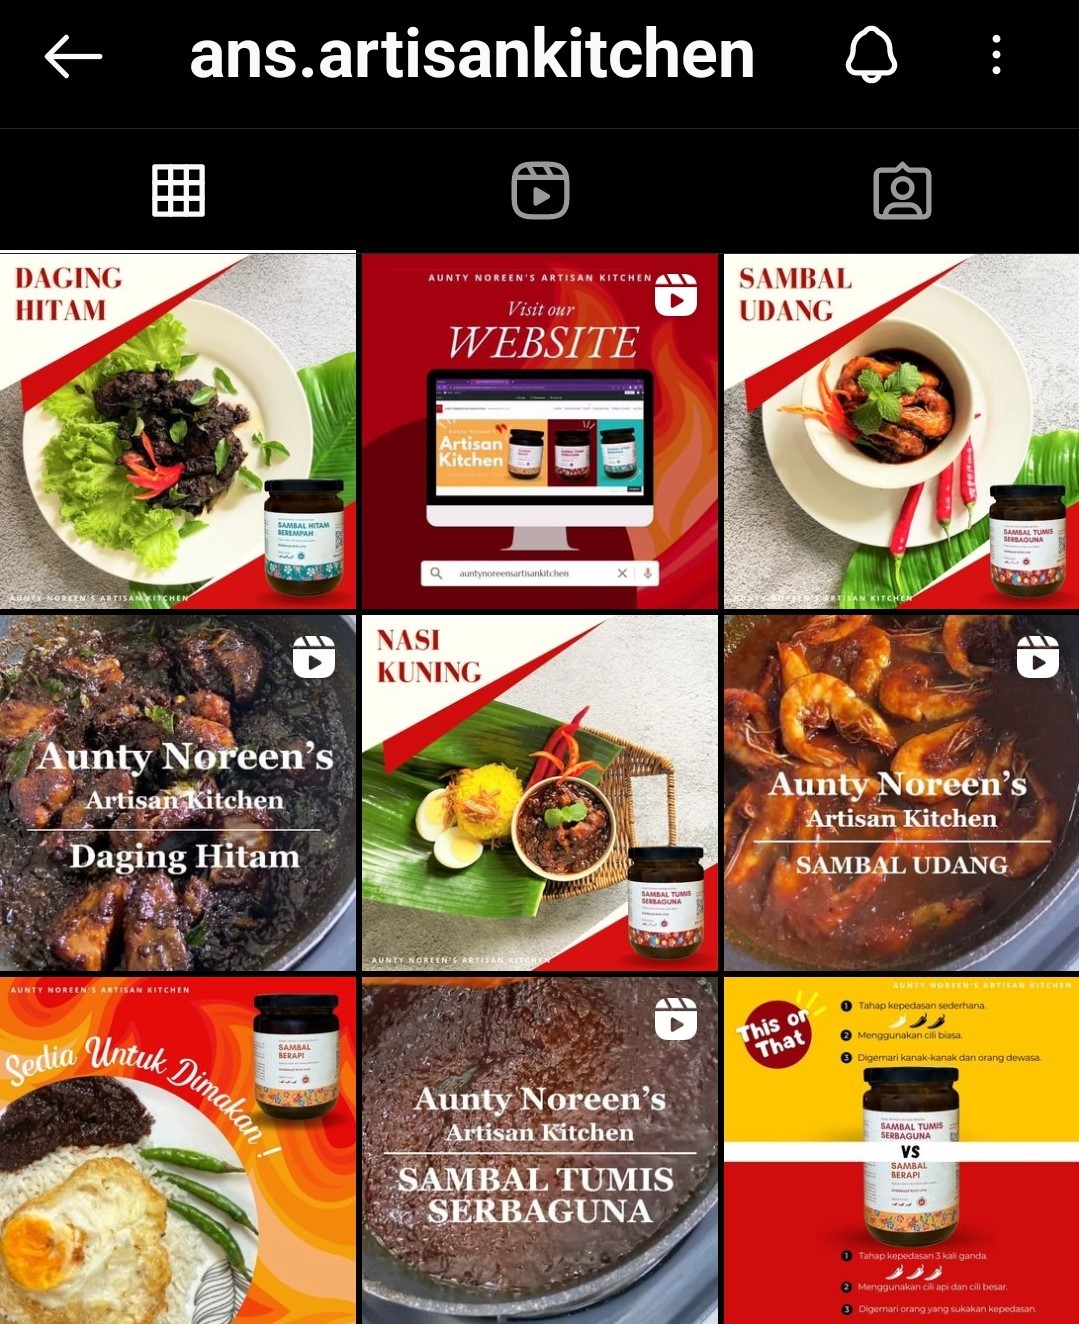 ans.artisankitchen
DAGING
HITAM
SAMBAL HITAM
BEREMPAH
AUNTY NOREEN'S ARTISAN KITCHEN
AUNTY NOREEN'S ARTISAN KITCHEN
Visit our
WEBSITE
Artisan
Kitchen
auntynoreensartisankitchen
SAMBAL
UDANG
SAMBAL TUMIS
SERBAGUNA
AUNTY NOREEN'S ARTISAN KITCHEN
Aunty Noreen's
Artisan Kitchen
Daging Hitam
NASI
KUNING
SAMBAL TUMIS
SERBAGUNA
AUNTY NOREEN'S ARTISAN KITCHEN
Aunty Noreen's
Artisan Kitchen
SAMBAL UDANG
AUNTY NOREEN'S ARTISAN KITCHEN
Sedia Untuk Dimakan!
SAMBAL
BERAPI
Aunty Noreen's
Artisan Kitchen
SAMBAL TUMIS
SERBAGUNA
AUNTY NOREEN'S ARTISAN KITCHEN
This or
That
1 Tahap kepedasan sederhana.
2 Menggunakan cili biasa.
3 Digemari kanak-kanak dan orang dewasa.
SAMBAL TUMIS
SERBAGUNA
VS
SAMBAL
BERAPI
1 Tahap kepedasan 3 kali ganda.
2 Menggunakan cili api dan cili besar.
3 Digemari orang yang sukakan kepedasan.